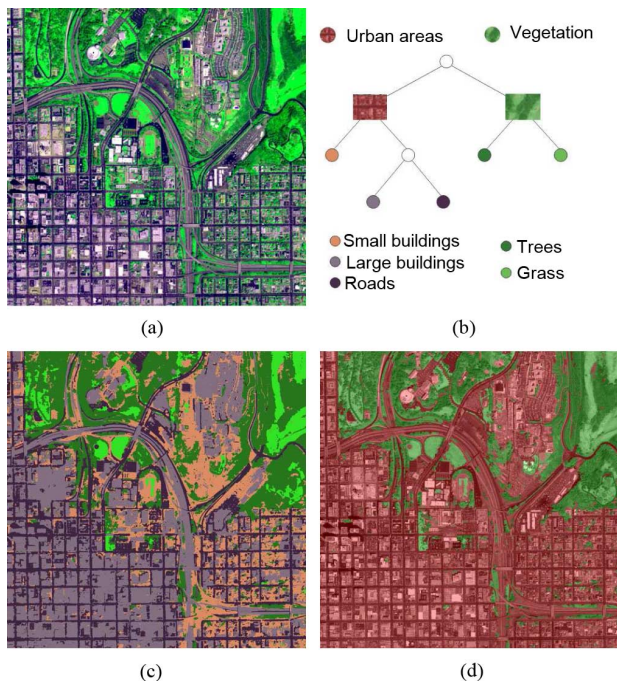 Urban areas
Vegetation
Small buildings
Large buildings
Roads
Trees
Grass
(a)
(b)
(c)
(d)